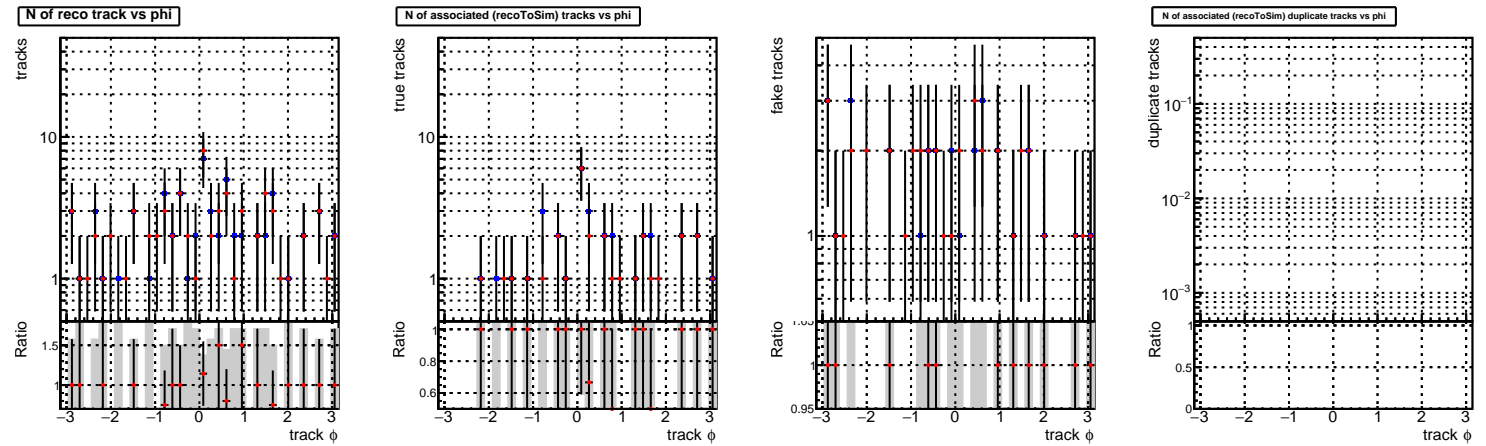 N of reco track vs phi
tracks
10
1
Ratio
1.5
1
−3 −2 −1 0 1 2 3
track ϕ
N of associated (recoToSim) tracks vs phi
true tracks
10
1
Ratio
1
0.8
0.6
−3 −2 −1 0 1 2 3
track ϕ
fake tracks
1
Ratio
1
0.95
−3 −2 −1 0 1 2 3
track ϕ
N of associated (recoToSim) duplicate tracks vs phi
duplicate tracks
10−1
10−2
10−3
Ratio
1
0.5
0
−3 −2 −1 0 1 2 3
track ϕ